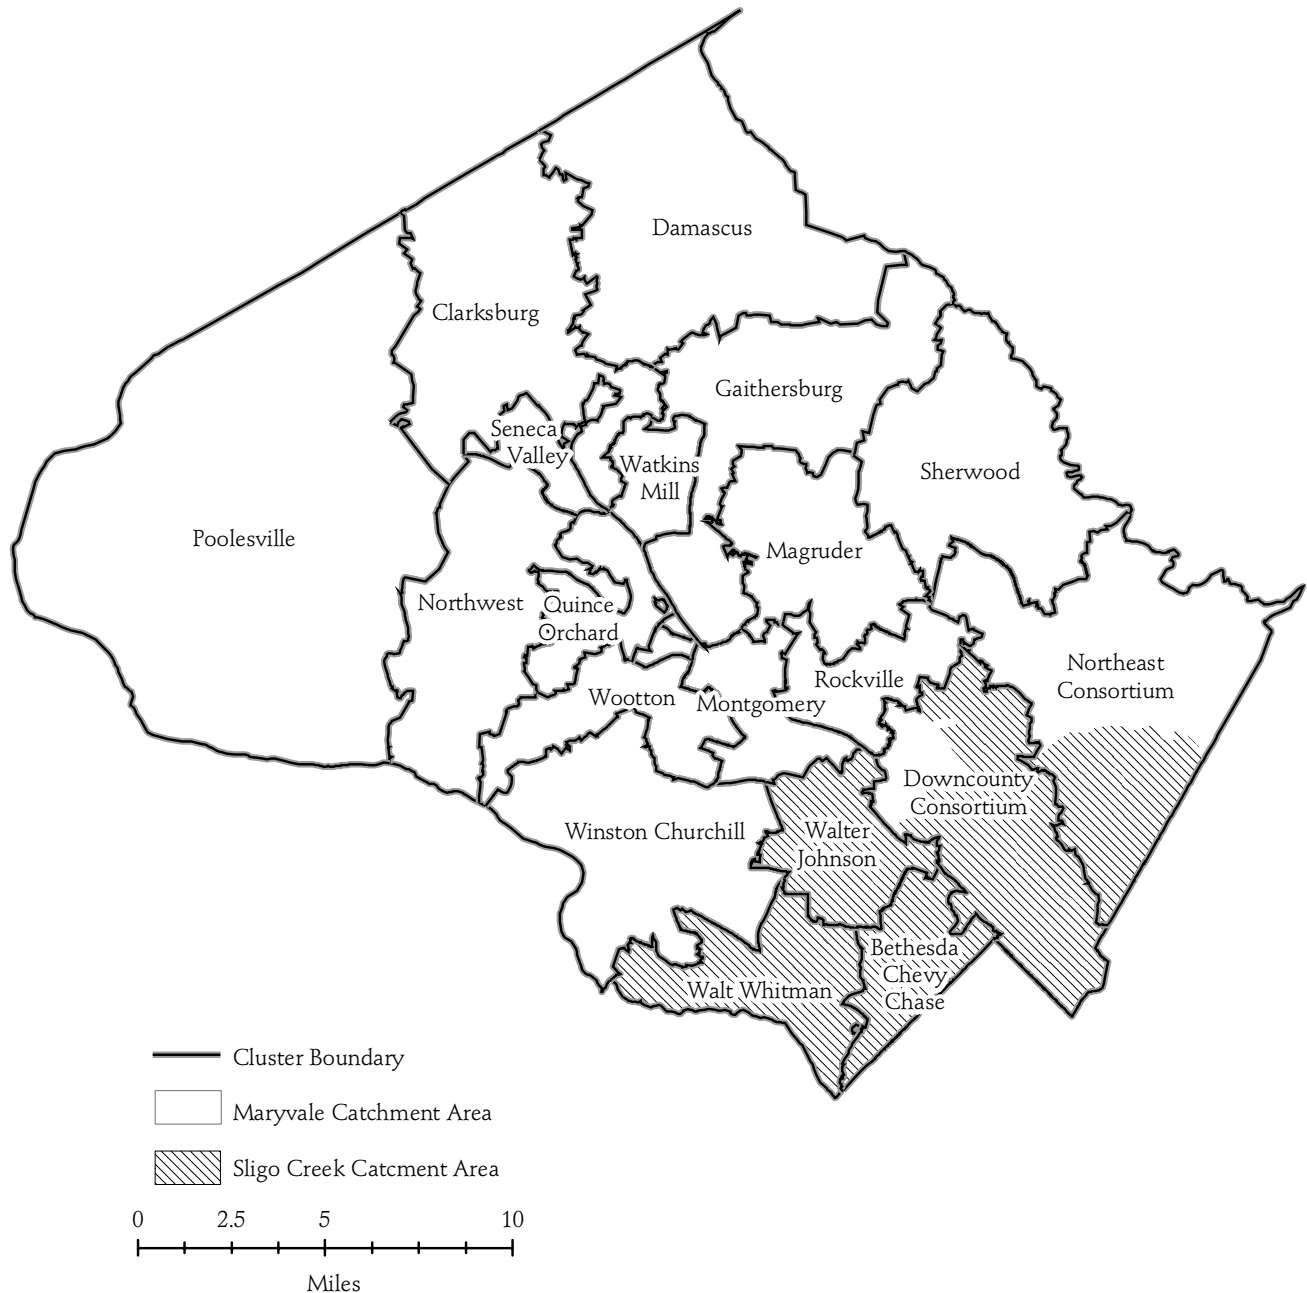 Damascus
Clarksburg
Gaithersburg
Seneca
Valley
Watkins
Mill
Sherwood
Poolesville
Magruder
Northwest
Quince
Orchard
Northeast
Consortium
Rockville
Wootton
Montgomery
Downcounty
Consortium
Winston Churchill
Walter
Johnson
Bethesda
Chevy
Chase
Walt Whitman
Cluster Boundary
Maryvale Catchment Area
Sligo Creek Catcment Area
0 2.5 5 10
Miles